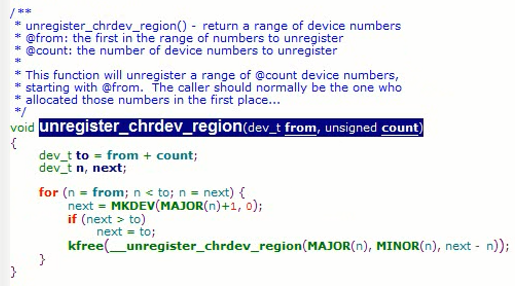 /**
 * unregister_chrdev_region() - return a range of device numbers
 * @from: the first in the range of numbers to unregister
 * @count: the number of device numbers to unregister
 *
 * This function will unregister a range of @count device numbers,
 * starting with @from.  The caller should normally be the one who
 * allocated those numbers in the first place...
 */
void unregister_chrdev_region(dev_t from, unsigned count)
{
    dev_t to = from + count;
    dev_t n, next;

    for (n = from; n < to; n = next) {
        next = MKDEV(MAJOR(n)+1, 0);
        if (next > to)
            next = to;
        kfree(__unregister_chrdev_region(MAJOR(n), MINOR(n), next - n));
    }
}